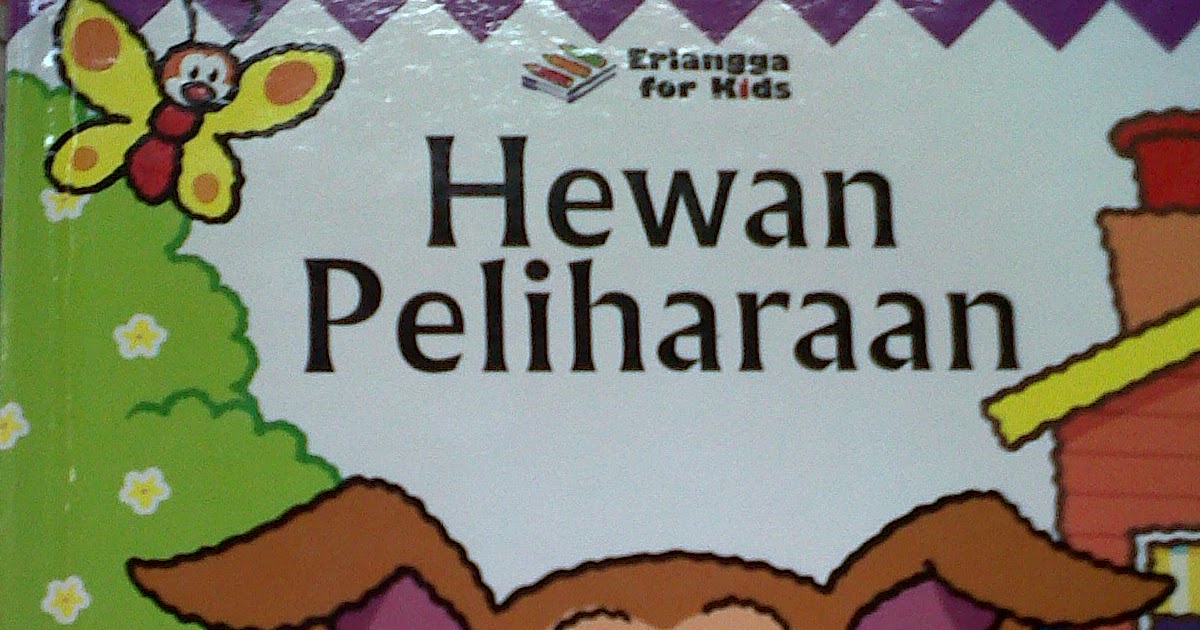 Erlangga
for Kids
Hewan
Peliharaan